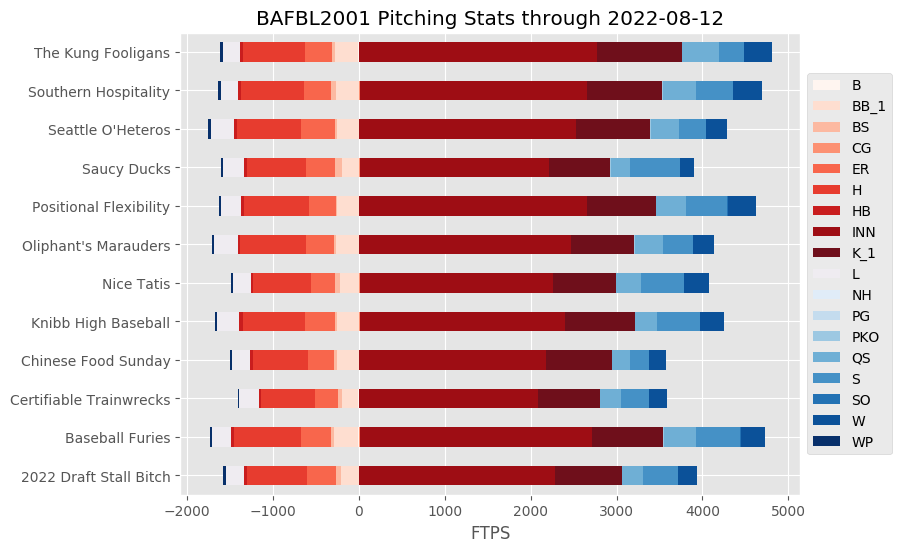 BAFBL2001 Pitching Stats through 2022-08-12
The Kung Fooligans
Southern Hospitality
Seattle O'Heteros
Saucy Ducks
Positional Flexibility
Oliphant's Marauders
Nice Tatis
Knibb High Baseball
Chinese Food Sunday
Certifiable Trainwrecks
Baseball Furies
2022 Draft Stall Bitch
−2000 −1000 0 1000 2000 3000 4000 5000
FTPS
B
BB_1
BS
CG
ER
H
HB
INN
K_1
L
NH
PG
PKO
QS
S
SO
W
WP